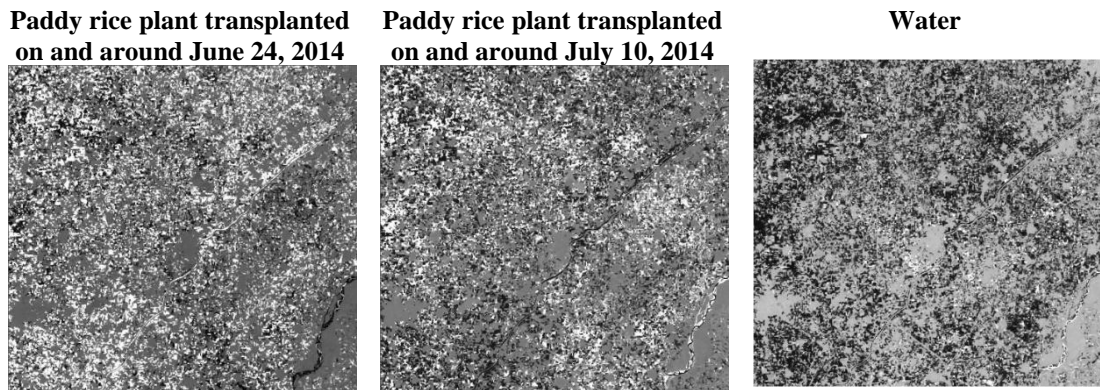 Paddy rice plant transplanted
on and around June 24, 2014
Paddy rice plant transplanted
on and around July 10, 2014
Water